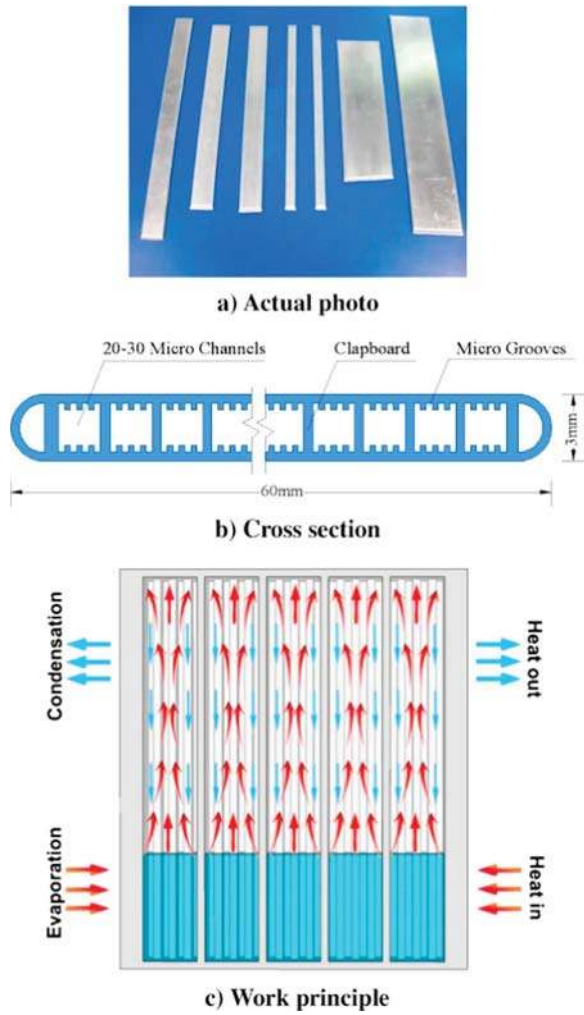 a) Actual photo
20-30 Micro Channels
Clapboard
Micro Grooves
3mm
60mm
b) Cross section
Condensation
Heat out
Evaporation
Heat in
c) Work principle